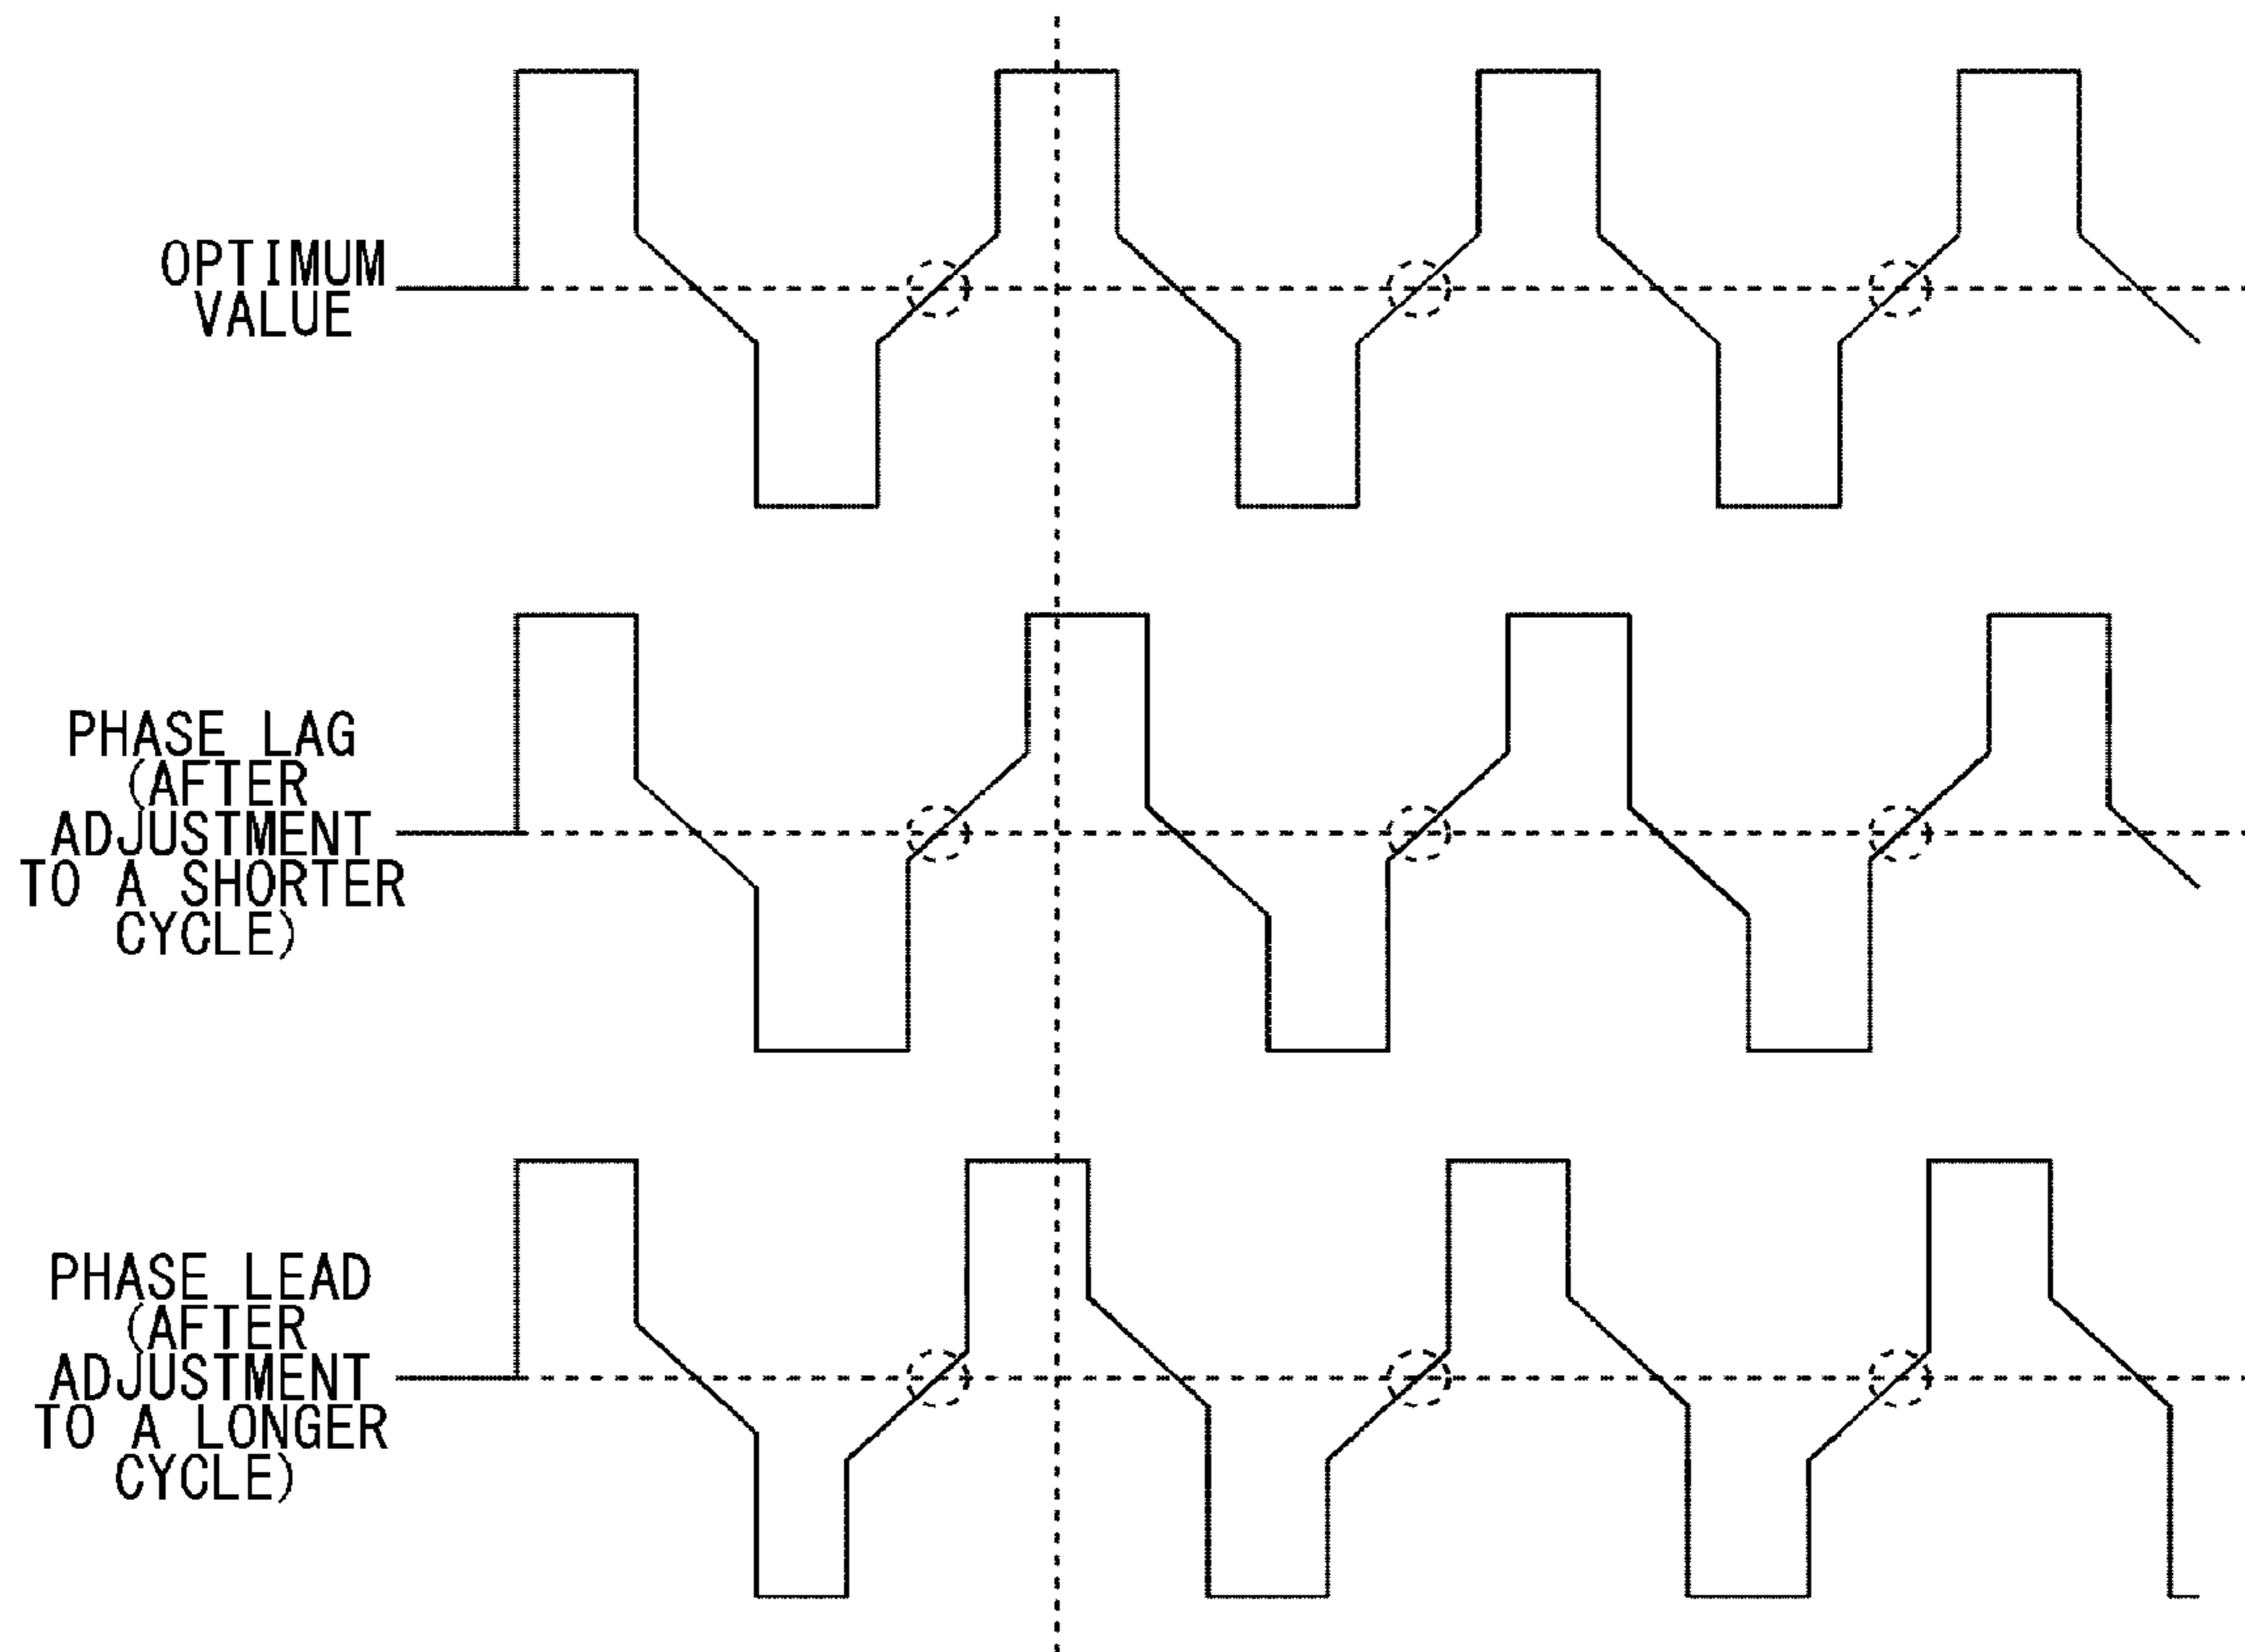 OPTIMUM
VALUE
PHASE LAG
(AFTER
ADJUSTMENT
TO A SHORTER
CYCLE)
PHASE LEAD
(AFTER
ADJUSTMENT
TO A LONGER
CYCLE)